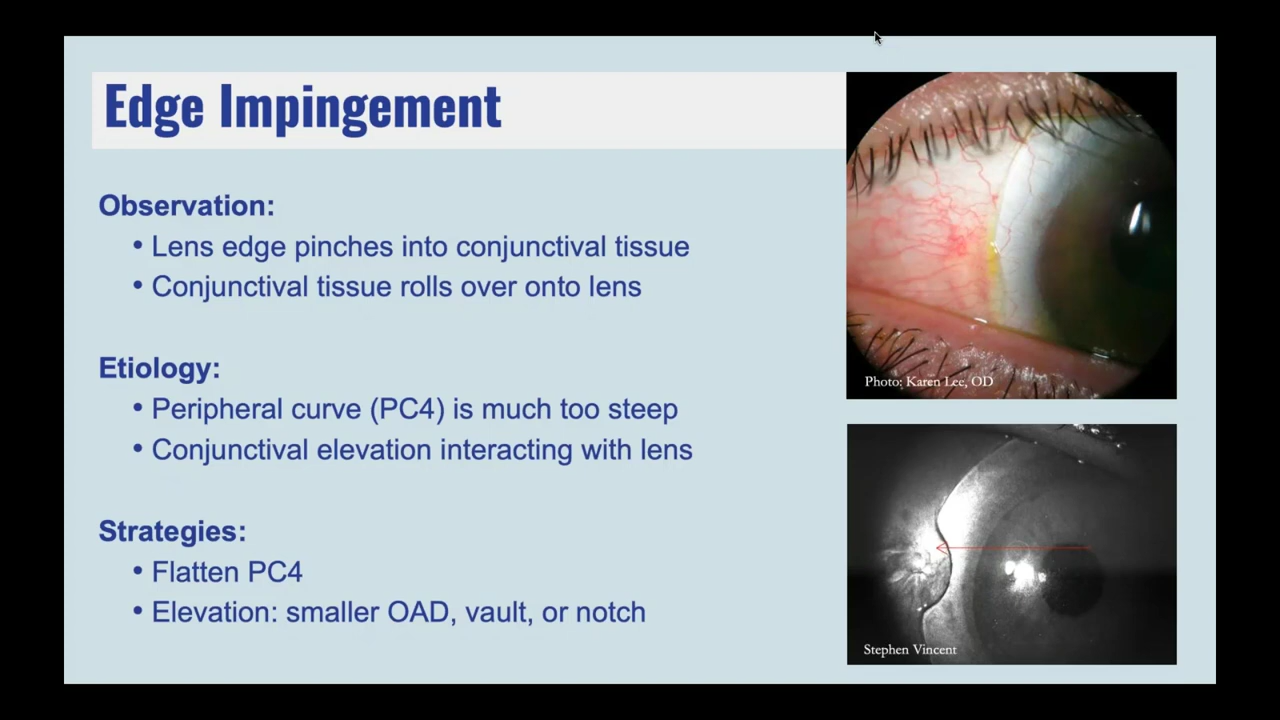 Edge Impingement
Observation:
• Lens edge pinches into conjunctival tissue
• Conjunctival tissue rolls over onto lens
Etiology:
• Peripheral curve (PC4) is much too steep
• Conjunctival elevation interacting with lens
Strategies:
• Flatten PC4
• Elevation: smaller OAD, vault, or notch
Photo: Karen Lee, OD
Stephen Vincent